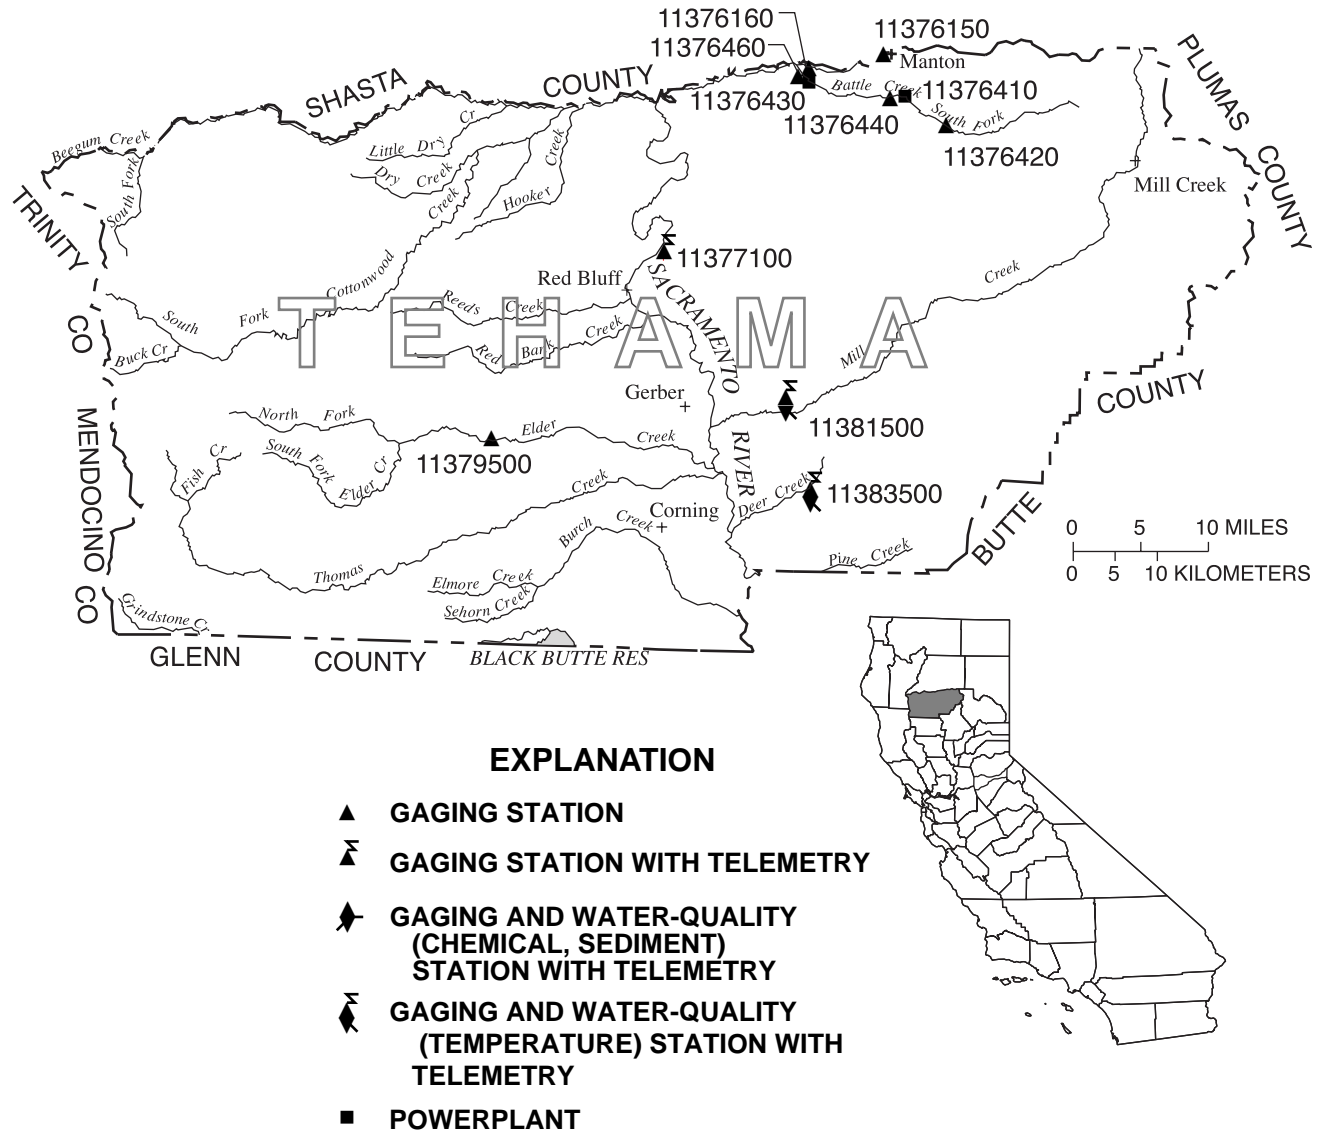 11376160
11376460
11376150
Manton
PLUMAS
COUNTY
SHASTA
COUNTY
11376430
Battle Creek
11376410
11376440
South Fork
11376420
Beegum Creek
South Fork
Little Dry Cr
Dry Creek
Hooker Creek
Mill Creek
TRINITY
CO
11377100
Red Bluff
SACRAMENTO
RIVER
Cottonwood Creek
South Fork
Buck Cr
Reed's Creek
Red Bank Creek
TEHAMA
Mill Creek
COUNTY
Gerber
11381500
MENDOCINO CO
North Fork
Elder Creek
11379500
South Fork Elder Cr
Fish Cr
Creek
Thomas
11383500
Deer Creek
Corning
Burch Creek
BUTTE
0 5 10 MILES
0 5 10 KILOMETERS
Pine Creek
Elmore Creek
Sehorn Creek
Grindstone Cr
GLENN
COUNTY
BLACK BUTTE RES
EXPLANATION
GAGING STATION
GAGING STATION WITH TELEMETRY
GAGING AND WATER-QUALITY
(CHEMICAL, SEDIMENT)
STATION WITH TELEMETRY
GAGING AND WATER-QUALITY
(TEMPERATURE) STATION WITH
TELEMETRY
POWERPLANT